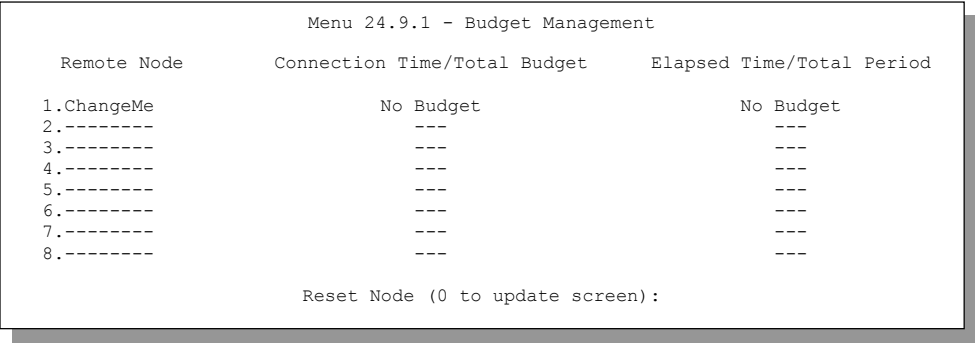 Menu 24.9.1 - Budget Management
Remote Node Connection Time/Total Budget Elapsed Time/Total Period
1.ChangeMe No Budget No Budget
2.-------- --- ---
3.-------- --- ---
4.-------- --- ---
5.-------- --- ---
6.-------- --- ---
7.-------- --- ---
8.-------- --- ---
Reset Node (0 to update screen):